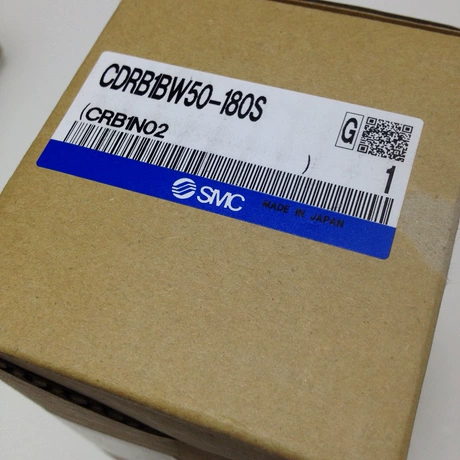 CDRB1BW50-180S
(CRB1N02
)
G
1
SMC
MADE IN JAPAN